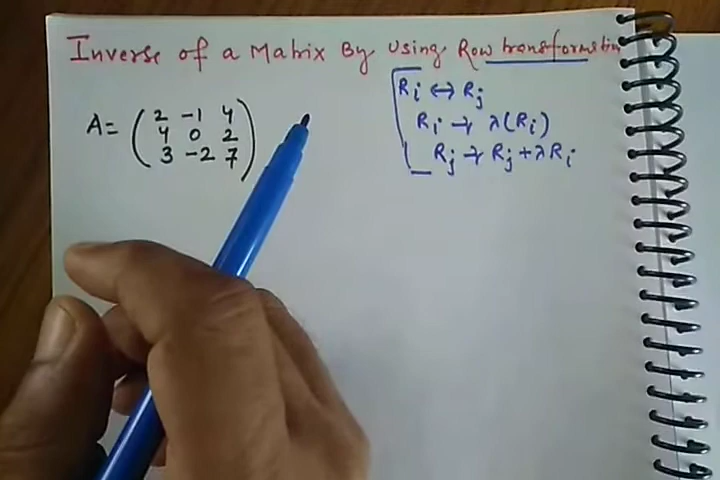 Inverse of a Matrix By Using Row transformation
A = ( 2 -1 4
4 0 2
3 -2 7 )
Ri ↔ Rj
Ri → λ(Ri)
Rj → Rj + λRi